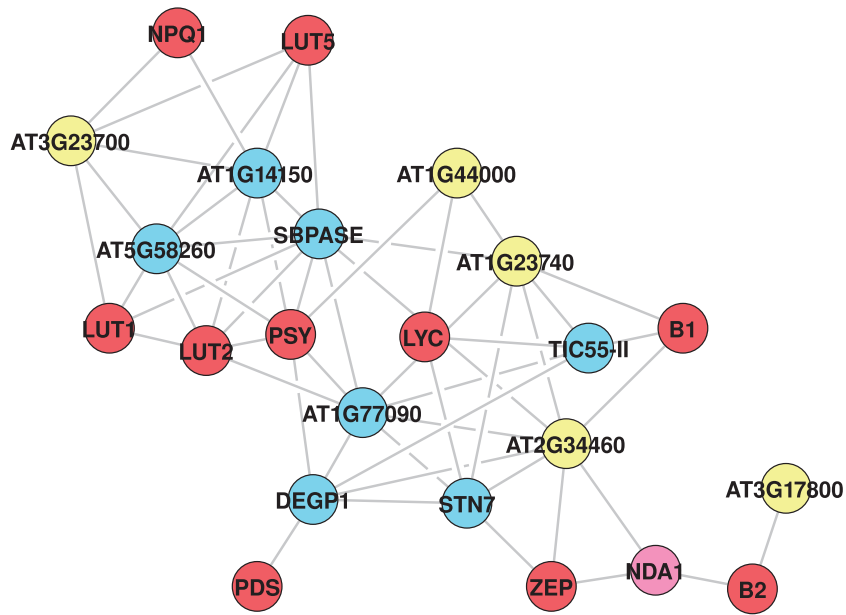 NPQ1
LUT5
AT3G23700
AT1G14150
AT1G44000
AT5G58260
SBPASE
AT1G23740
LUT1
LUT2
PSY
LYC
TIC55-II
B1
AT1G77090
AT2G34460
AT3G17800
DEGP1
STN7
PDS
ZEP
NDA1
B2